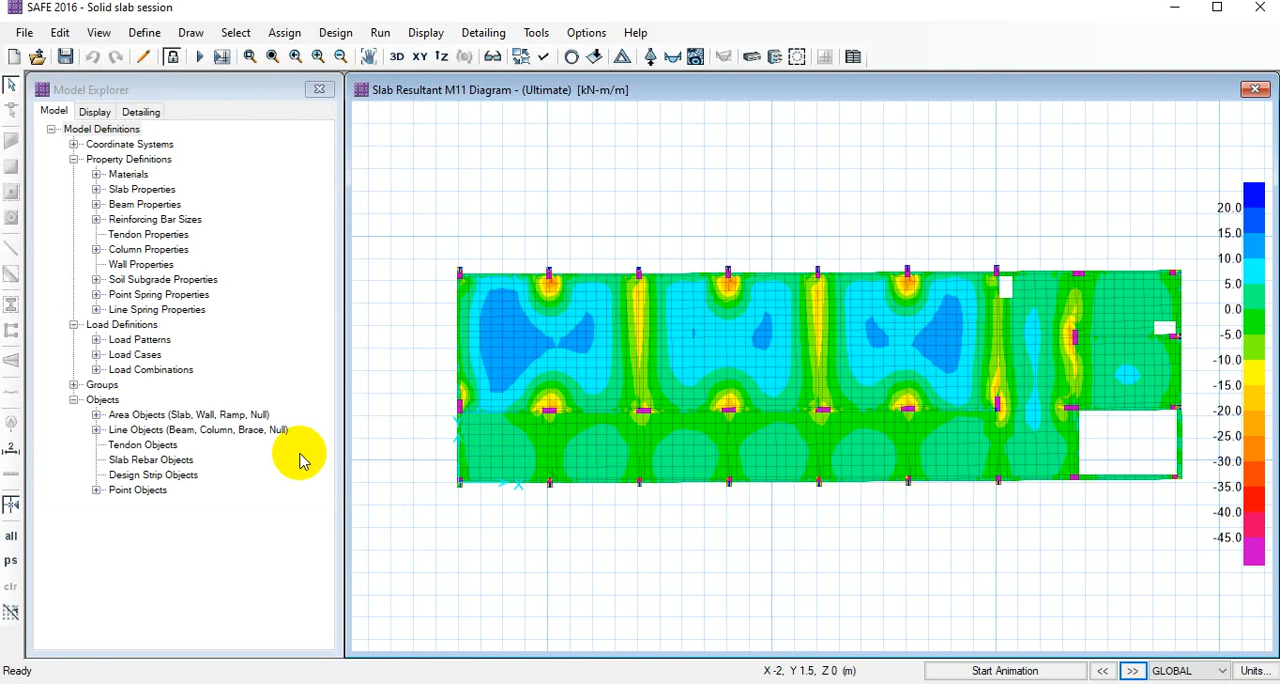 SAFE 2016 - Solid slab session
File Edit View Define Draw Select Assign Design Run Display Detailing Tools Options Help
3D XY
Model Explorer
Model Display Detailing
Model Definitions
Coordinate Systems
Property Definitions
Materials
Slab Properties
Beam Properties
Reinforcing Bar Sizes
Tendon Properties
Column Properties
Wall Properties
Soil Subgrade Properties
Point Spring Properties
Line Spring Properties
Load Definitions
Load Patterns
Load Cases
Load Combinations
Groups
Objects
Area Objects (Slab, Wall, Ramp, Null)
Line Objects (Beam, Column, Brace, Null)
Tendon Objects
Slab Rebar Objects
Design Strip Objects
Point Objects
all
ps
clr
Slab Resultant M11 Diagram - (Ultimate) [kN-m/m]
20.0
15.0
10.0
5.0
0.0
-5.0
-10.0
-15.0
-20.0
-25.0
-30.0
-35.0
-40.0
-45.0
X
Ready
X -2, Y 1.5, Z 0 (m)
Start Animation
<<
>>
GLOBAL
Units...